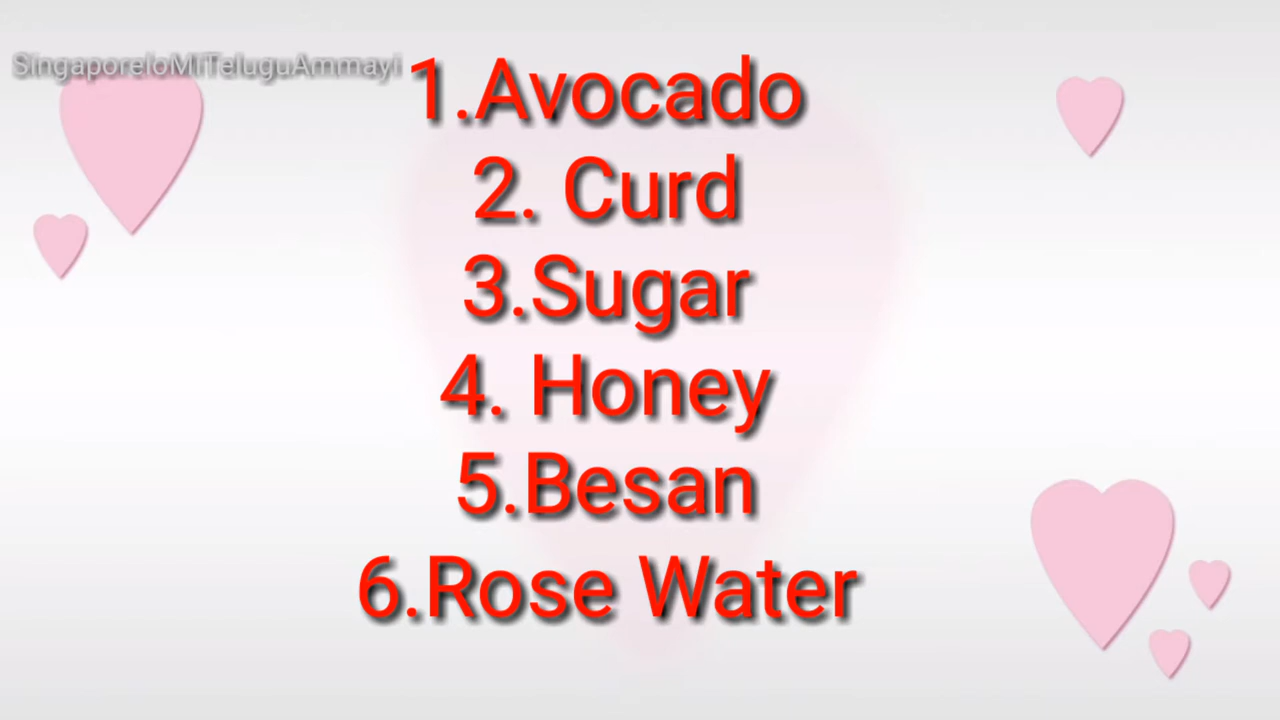 SingaporeloMiTeluguAmmayi
1.Avocado
2. Curd
3.Sugar
4. Honey
5.Besan
6.Rose Water